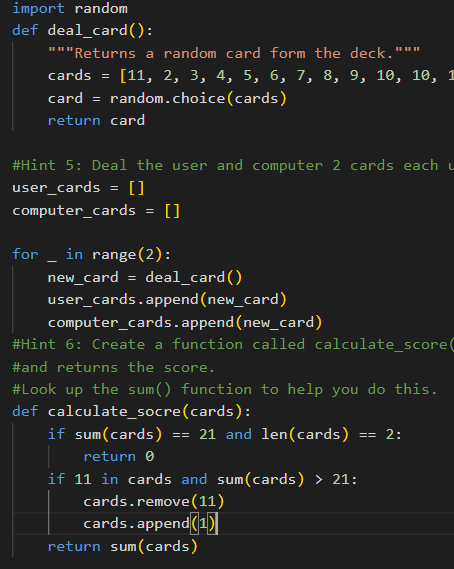 import random
def deal_card():
    """Returns a random card form the deck."""
    cards = [11, 2, 3, 4, 5, 6, 7, 8, 9, 10, 10, 1
    card = random.choice(cards)
    return card

#Hint 5: Deal the user and computer 2 cards each u
user_cards = []
computer_cards = []

for _ in range(2):
    new_card = deal_card()
    user_cards.append(new_card)
    computer_cards.append(new_card)
#Hint 6: Create a function called calculate_score(
#and returns the score.
#Look up the sum() function to help you do this.
def calculate_socre(cards):
    if sum(cards) == 21 and len(cards) == 2:
        return 0
    if 11 in cards and sum(cards) > 21:
        cards.remove(11)
        cards.append(1)
    return sum(cards)